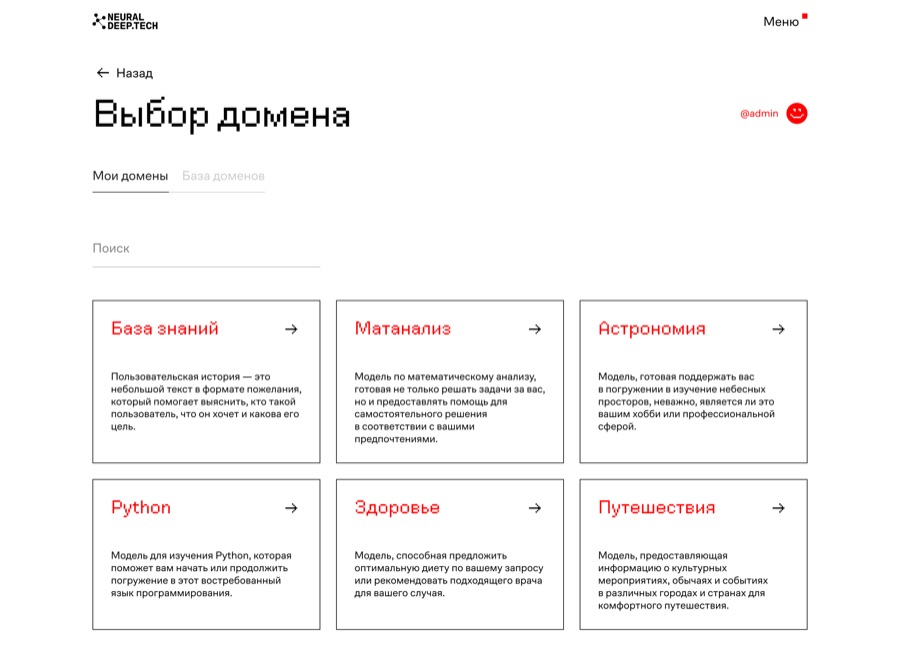 NEURAL
DEEP.TECH
Меню
Назад
Выбор домена
@admin
Мои домены База доменов
Поиск
База знаний
Пользовательская история — это
небольшой текст в формате пожелания,
который помогает выяснить, кто такой
пользователь, что он хочет и какова его
цель.
Матанализ
Модель по математическому анализу,
готовая не только решать задачи за вас,
но и предоставлять помощь для
самостоятельного решения
в соответствии с вашими
предпочтениями.
Астрономия
Модель, готовая поддержать вас
в погружении в изучение небесных
просторов, неважно, является ли это
вашим хобби или профессиональной
сферой.
Python
Модель для изучения Python, которая
поможет вам начать или продолжить
погружение в этот востребованный
язык программирования.
Здоровье
Модель, способная предложить
оптимальную диету по вашему запросу
или рекомендовать подходящего врача
для вашего случая.
Путешествия
Модель, предоставляющая
информацию о культурных
мероприятиях, обычаях и событиях
в различных городах и странах для
комфортного путешествия.